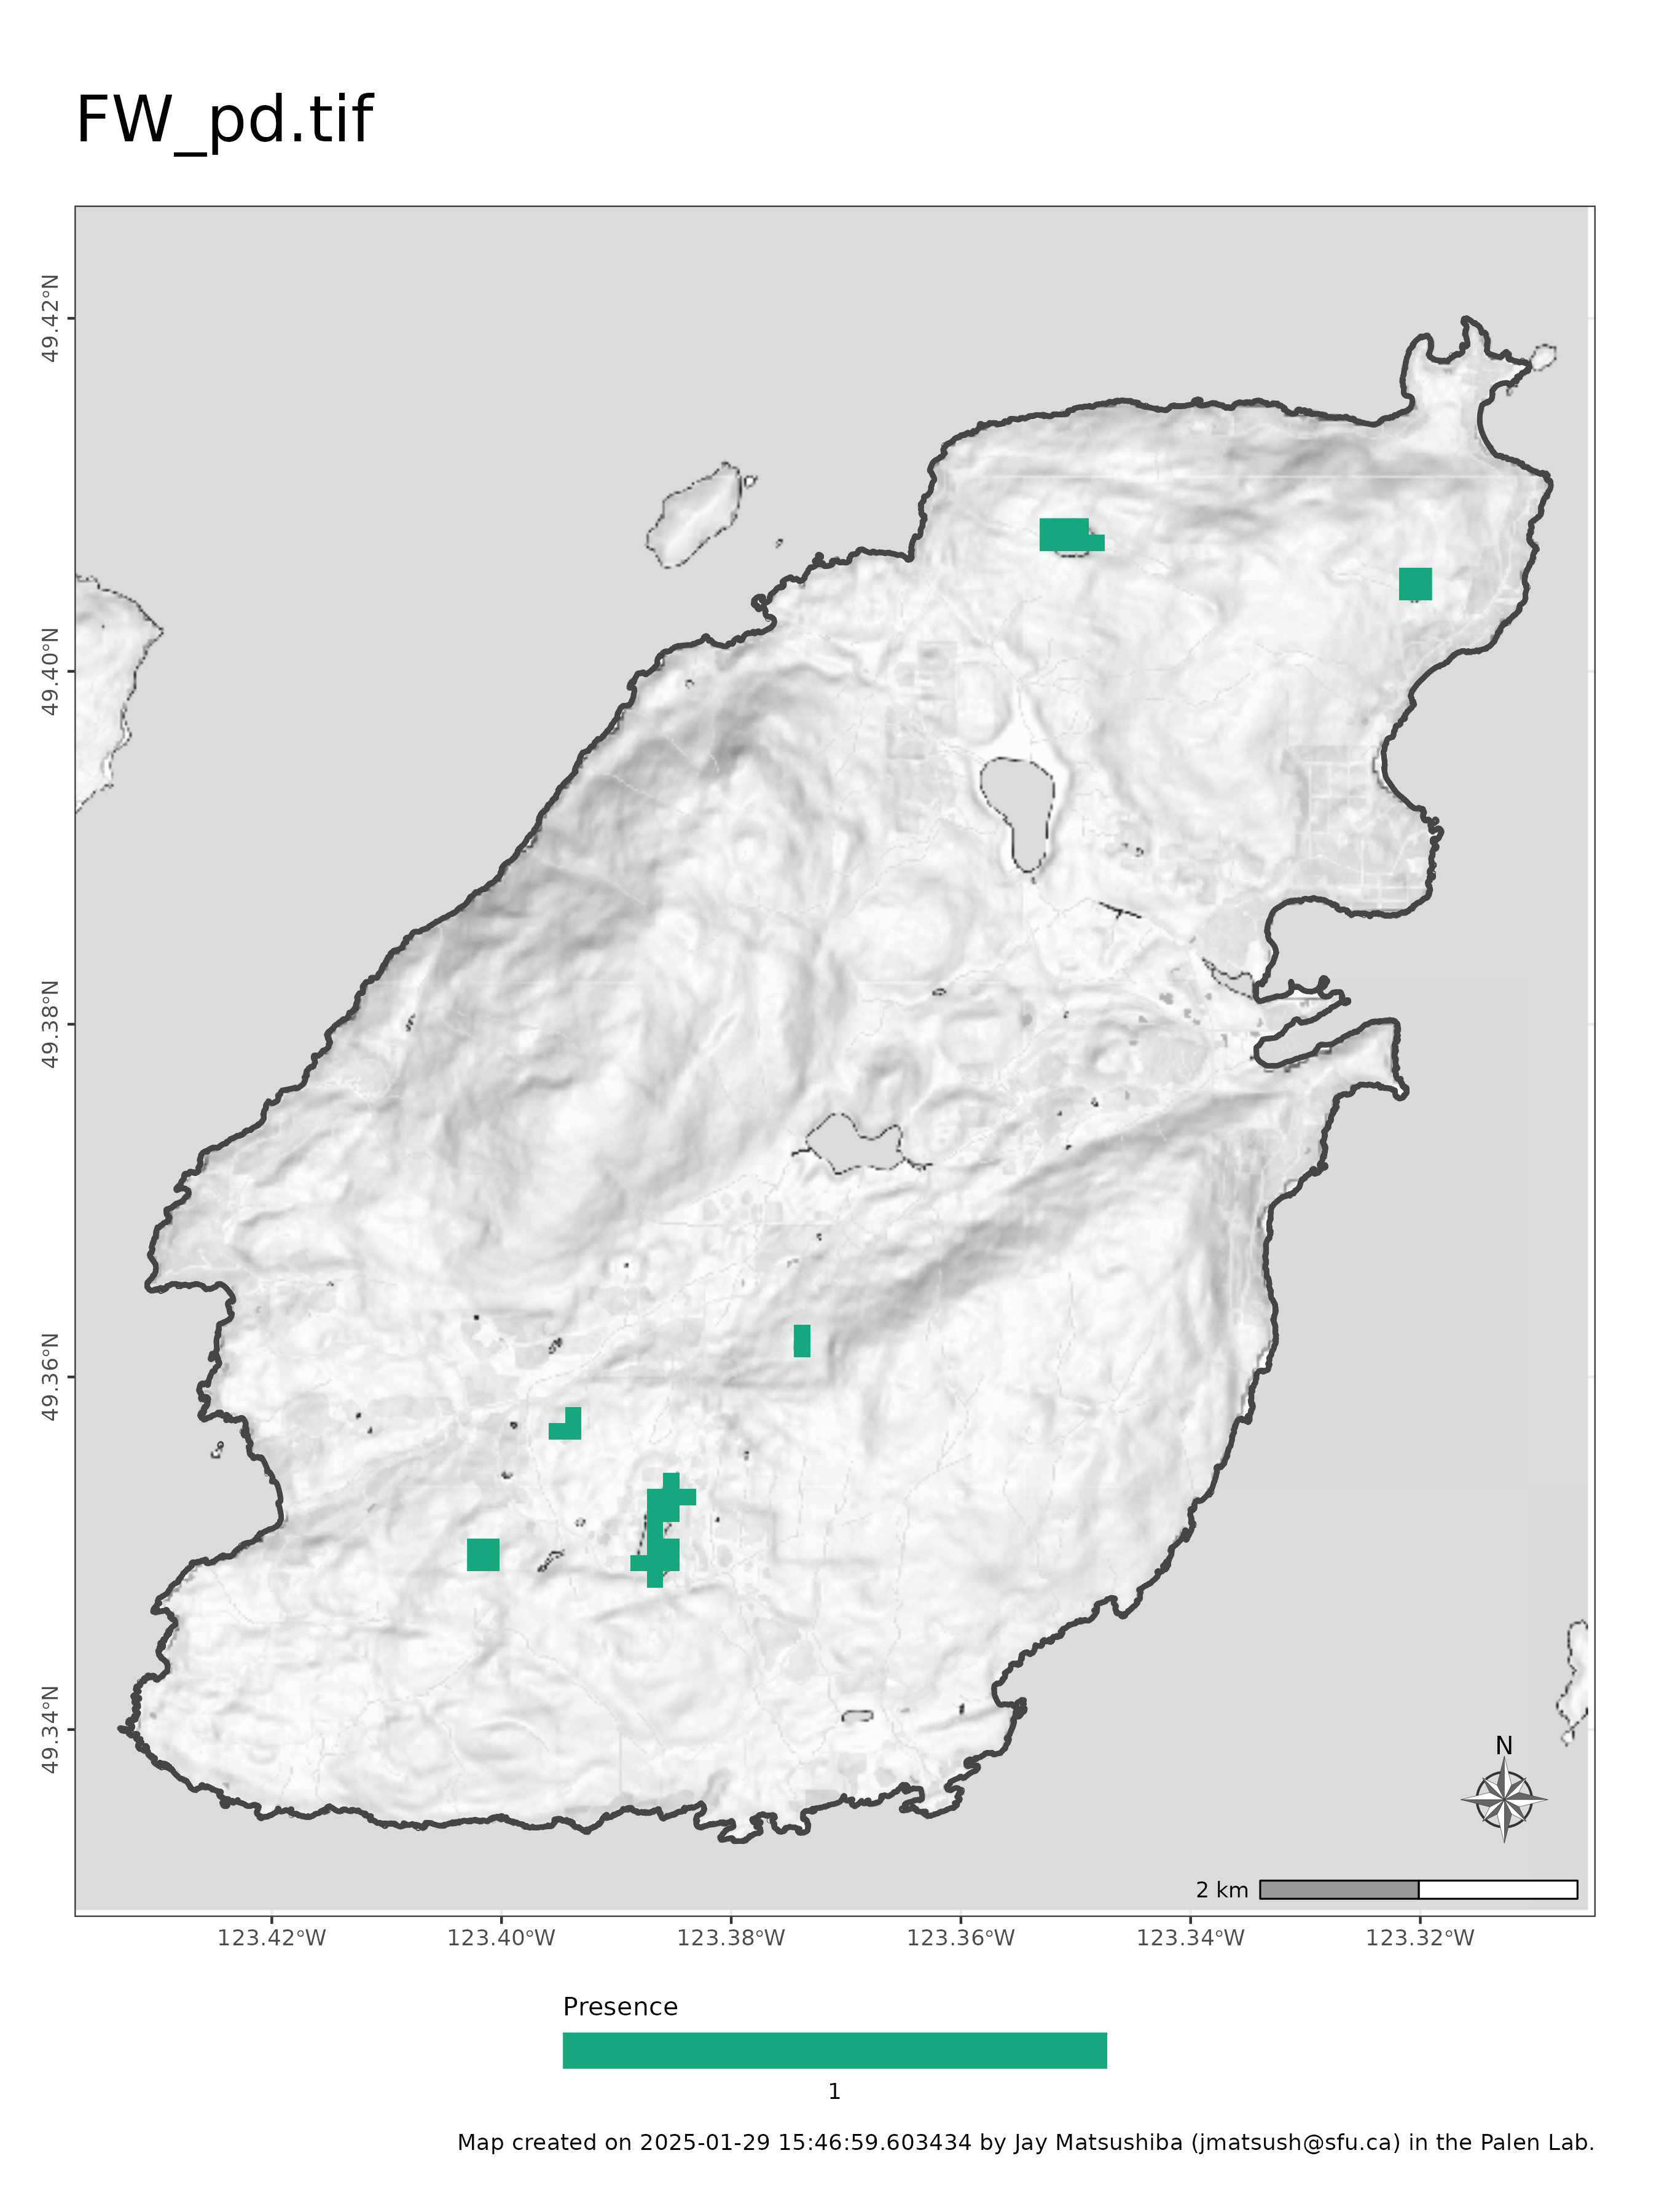 FW_pd.tif
49.42°N
49.40°N
49.38°N
49.36°N
49.34°N
N
2 km
123.42°W 123.40°W 123.38°W 123.36°W 123.34°W 123.32°W
Presence
1
Map created on 2025-01-29 15:46:59.603434 by Jay Matsushiba (jmatsush@sfu.ca) in the Palen Lab.